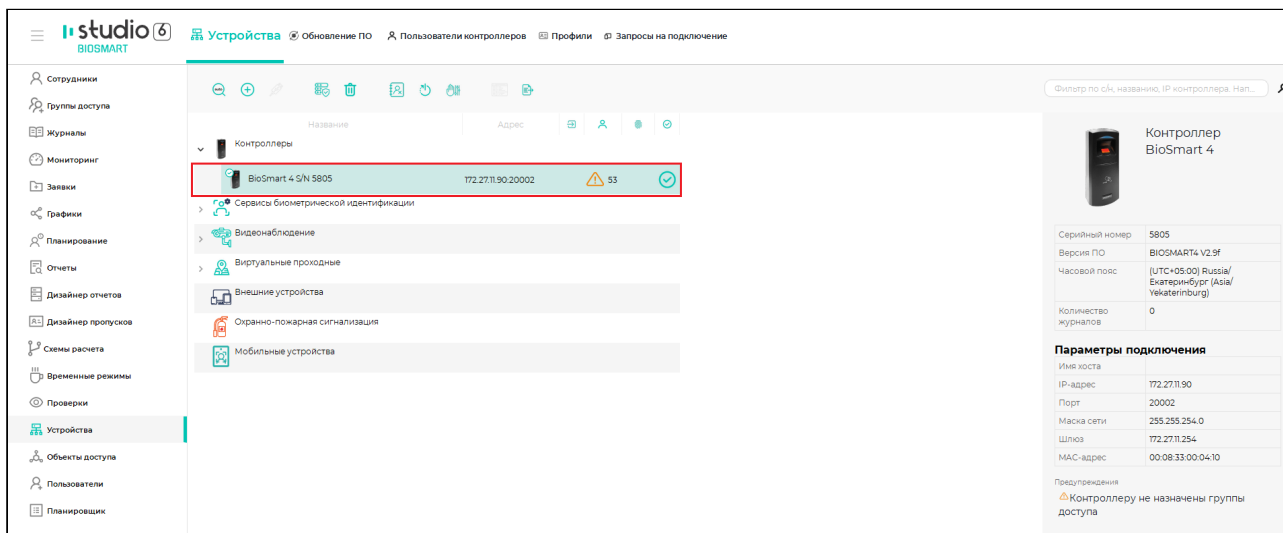 studio 6
BIOSMART
Устройства Обновление ПО Пользователи контроллеров Профили Запросы на подключение
Сотрудники
Группы доступа
Журналы
Мониторинг
Заявки
Графики
Планирование
Отчеты
Дизайнер отчетов
Дизайнер пропусков
Схемы расчета
Временные режимы
Проверки
Устройства
Объекты доступа
Пользователи
Планировщик
Название Адрес
Контроллеры
BioSmart 4 S/N 5805 172.27.11.90:20002 53
Сервисы биометрической идентификации
Видеонаблюдение
Виртуальные проходные
Внешние устройства
Охранно-пожарная сигнализация
Мобильные устройства
Фильтр по с/н, названию, IP контроллера. Нап...
Контроллер
BioSmart 4
Серийный номер 5805
Версия ПО BIOSMART4 V2.9f
Часовой пояс (UTC+05:00) Russia/
Екатеринбург (Asia/
Yekaterinburg)
Количество 0
журналов
Параметры подключения
Имя хоста
IP-адрес 172.27.11.90
Порт 20002
Маска сети 255.255.254.0
Шлюз 172.27.11.254
MAC-адрес 00:08:33:00:04:10
Предупреждения
Контроллеру не назначены группы
доступа